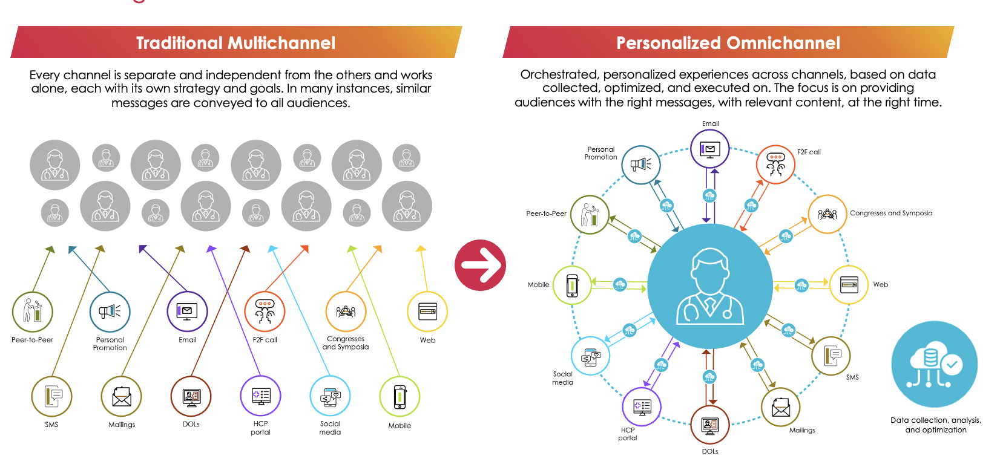 Traditional Multichannel
Every channel is separate and independent from the others and works
alone, each with its own strategy and goals. In many instances, similar
messages are conveyed to all audiences.
Peer-to-Peer
Personal
Promotion
Email
F2F call
Congresses
and Symposia
Web
SMS
Mailings
DOLs
HCP
portal
Social
media
Mobile
Personalized Omnichannel
Orchestrated, personalized experiences across channels, based on data
collected, optimized, and executed on. The focus is on providing
audiences with the right messages, with relevant content, at the right time.
Email
F2F call
Congresses and Symposia
Web
SMS
Mailings
DOLs
HCP
portal
Social
media
Mobile
Peer-to-Peer
Personal
Promotion
Data collection, analysis,
and optimization